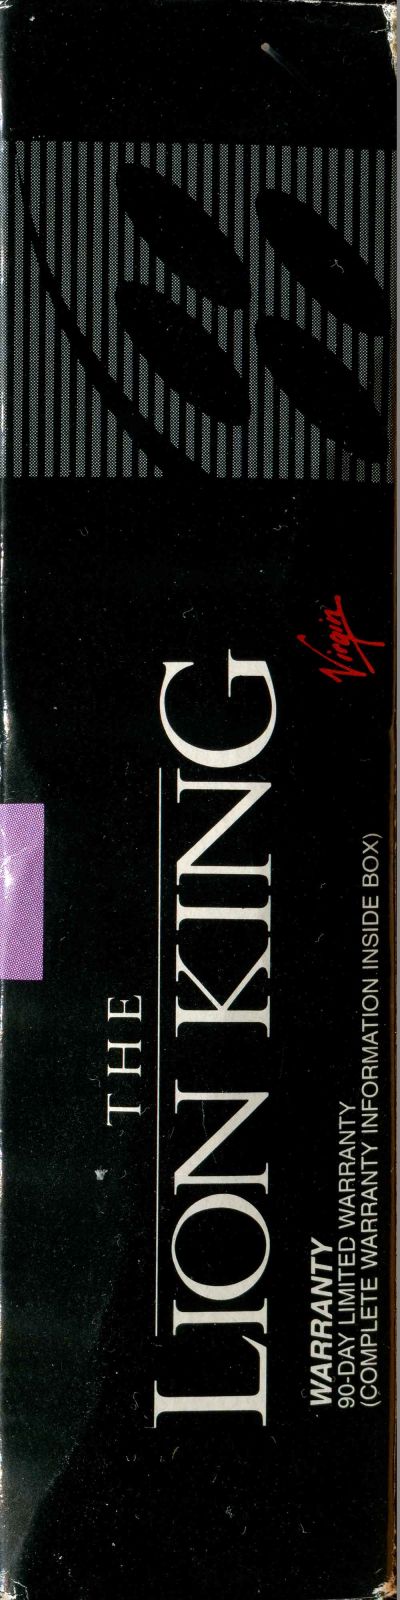 THE
LION KING
Virgin
WARRANTY
90-DAY LIMITED WARRANTY
(COMPLETE WARRANTY INFORMATION INSIDE BOX)